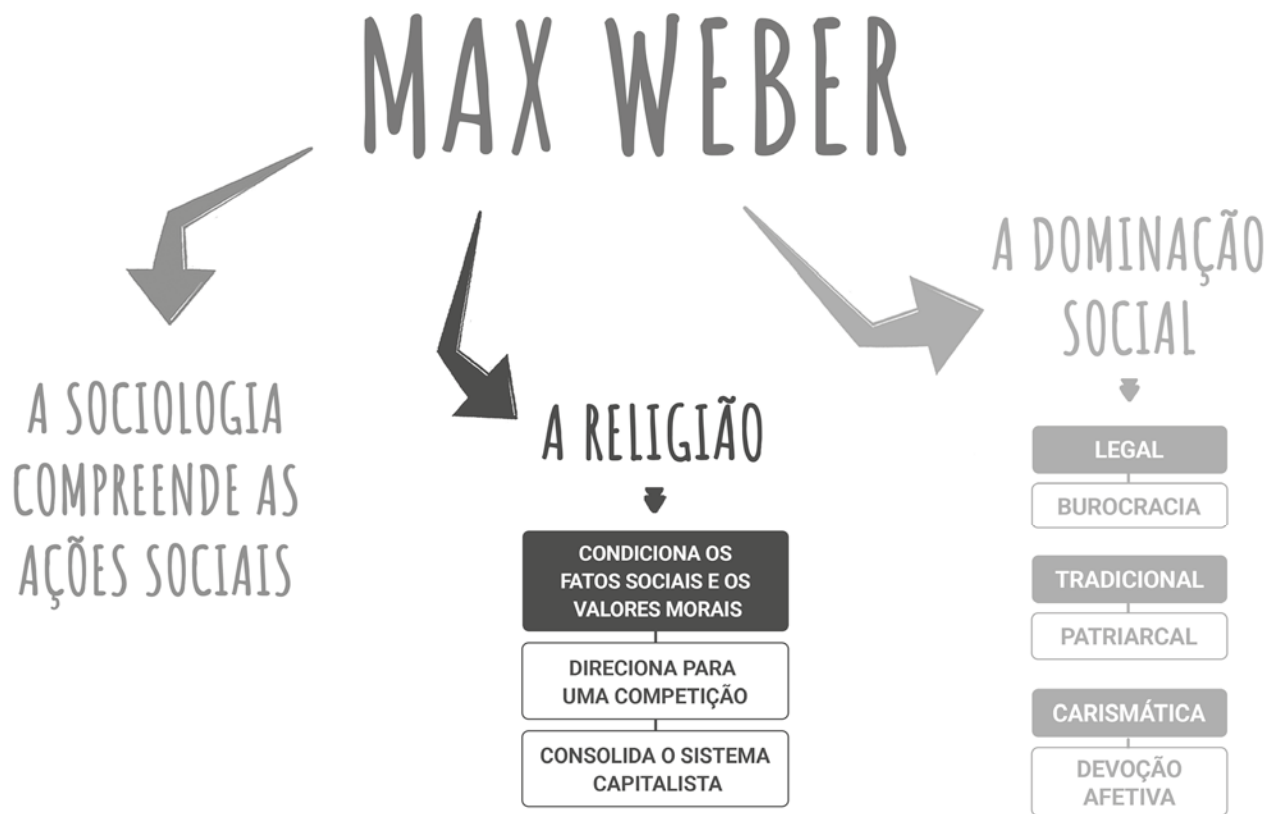 MAX WEBER
A SOCIOLOGIA
COMPREENDE AS
AÇÕES SOCIAIS
A RELIGIÃO
CONDICIONA OS
FATOS SOCIAIS E OS
VALORES MORAIS
DIRECIONA PARA
UMA COMPETIÇÃO
CONSOLIDA O SISTEMA
CAPITALISTA
A DOMINAÇÃO
SOCIAL
LEGAL
BUROCRACIA
TRADICIONAL
PATRIARCAL
CARISMÁTICA
DEVOÇÃO
AFETIVA